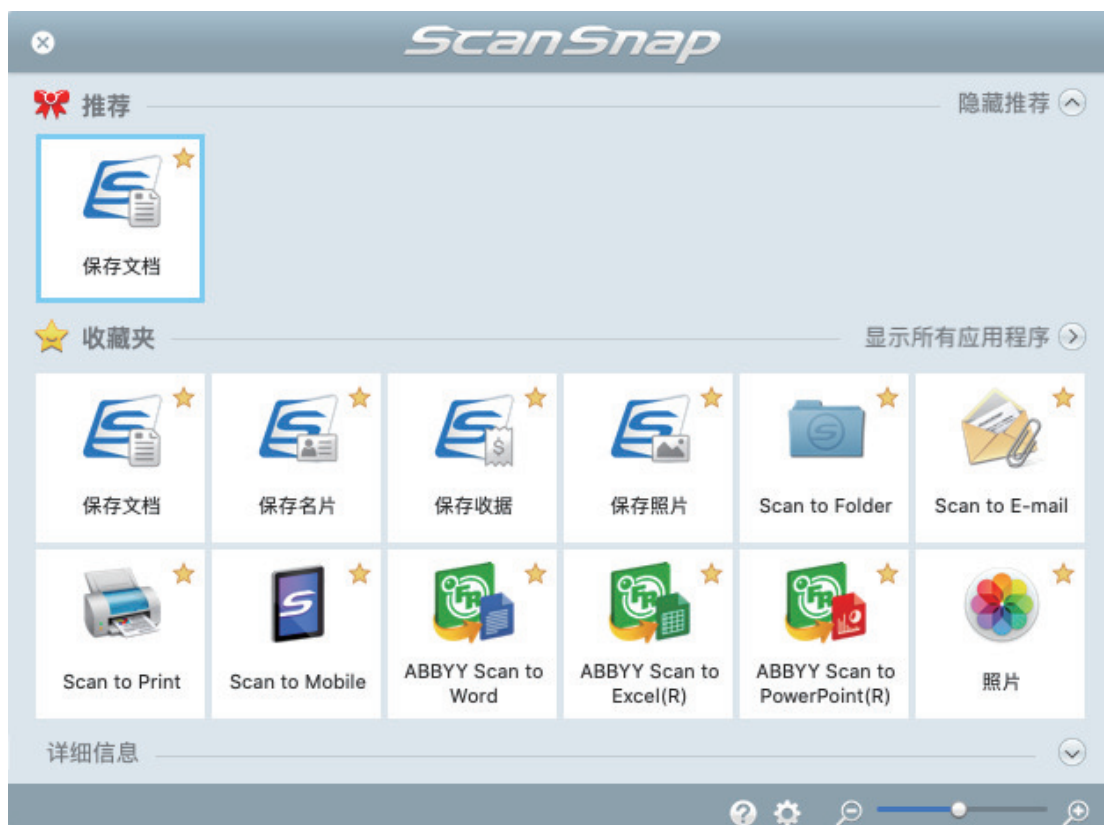 ScanSnap
推荐
隐藏推荐
保存文档
收藏夹
显示所有应用程序
保存文档
保存名片
保存收据
保存照片
Scan to Folder
Scan to E-mail
Scan to Print
Scan to Mobile
ABBYY Scan to
Word
ABBYY Scan to
Excel(R)
ABBYY Scan to
PowerPoint(R)
照片
详细信息